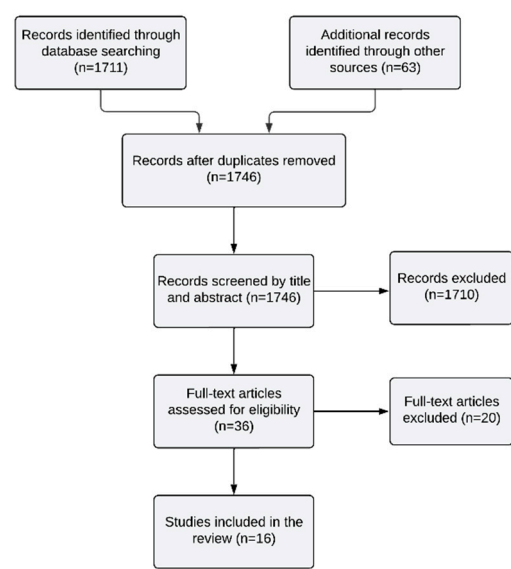 Records identified through
database searching
(n=1711)
Additional records
identified through other
sources (n=63)
Records after duplicates removed
(n=1746)
Records screened by title
and abstract (n=1746)
Records excluded
(n=1710)
Full-text articles
assessed for eligibility
(n=36)
Full-text articles
excluded (n=20)
Studies included in the
review (n=16)